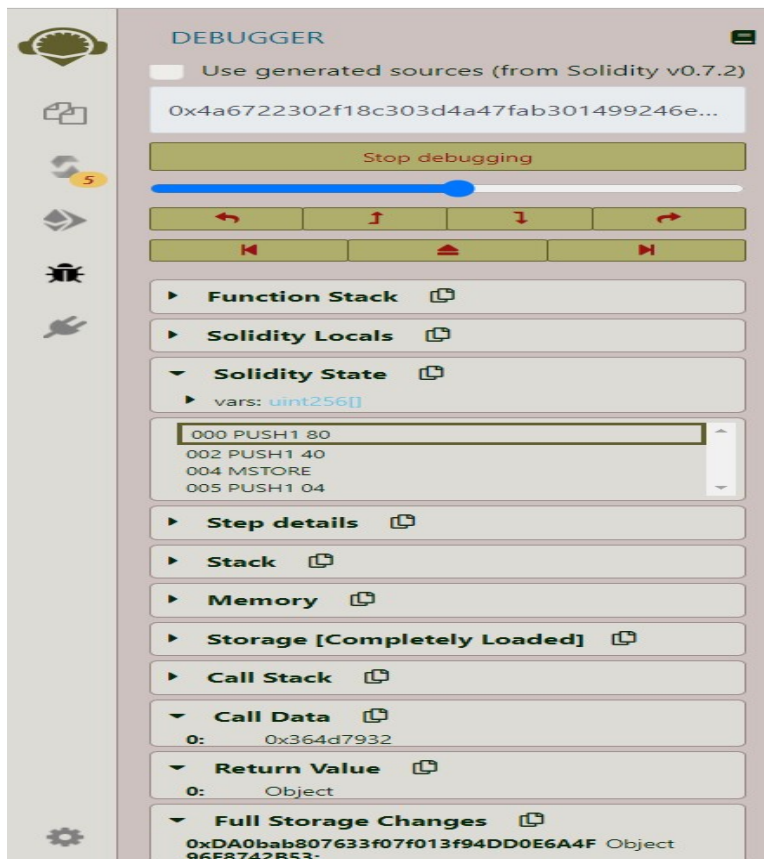 DEBUGGER
Use generated sources (from Solidity v0.7.2)
0x4a6722302f18c303d4a47fab301499246e...
Stop debugging
5
Function Stack
Solidity Locals
Solidity State
vars: uint256[]
000 PUSH1 80
002 PUSH1 40
004 MSTORE
005 PUSH1 04
Step details
Stack
Memory
Storage [Completely Loaded]
Call Stack
Call Data
0: 0x364d7932
Return Value
0: Object
Full Storage Changes
0xDA0bab807633f07f013f94DD0E6A4F Object
96F8742B53: